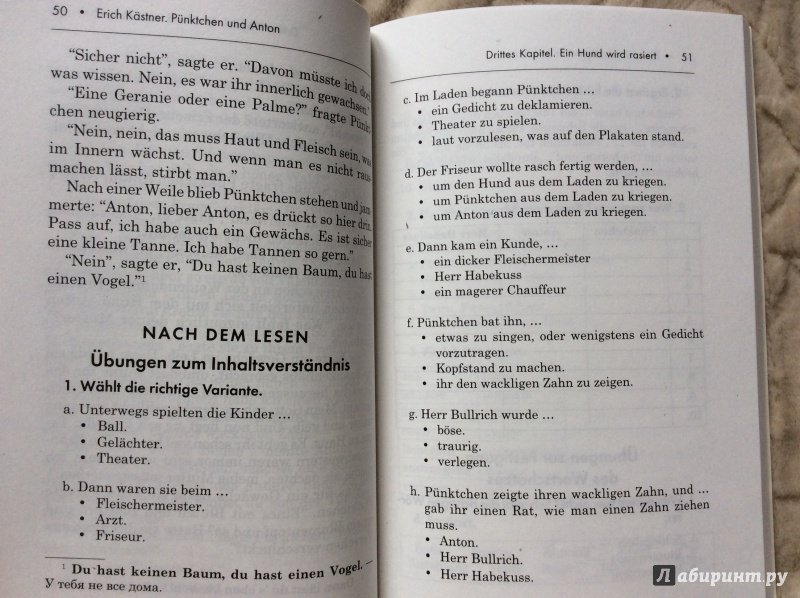 50 • Erich Kästner. Pünktchen und Anton
“Sicher nicht”, sagte er. “Davon müsste ich doch
was wissen. Nein, es war ihr innerlich gewachsen.”
“Eine Geranie oder eine Palme?” fragte Pünkt-
chen neugierig.
“Nein, nein, das muss Haut und Fleisch sein, was
im Innern wächst. Und wenn man es nicht raus-
machen lässt, stirbt man.”
Nach einer Weile blieb Pünktchen stehen und jam-
merte: “Anton, lieber Anton, es drückt so hier drin.
Pass auf, ich habe auch ein Gewächs. Es ist sicher
eine kleine Tanne. Ich habe Tannen so gern.”
“Nein”, sagte er, “Du hast keinen Baum, du hast
einen Vogel.”¹
NACH DEM LESEN
Übungen zum Inhaltsverständnis
1. Wählt die richtige Variante.
a. Unterwegs spielten die Kinder …
• Ball.
• Gelächter.
• Theater.
b. Dann waren sie beim …
• Fleischermeister.
• Arzt.
• Friseur.
¹ Du hast keinen Baum, du hast einen Vogel. —
У тебя не все дома.
Drittes Kapitel. Ein Hund wird rasiert • 51
c. Im Laden begann Pünktchen …
• ein Gedicht zu deklamieren.
• Theater zu spielen.
• laut vorzulesen, was auf den Plakaten stand.
d. Der Friseur wollte rasch fertig werden, …
• um den Hund aus dem Laden zu kriegen.
• um Pünktchen aus dem Laden zu kriegen.
• um Anton aus dem Laden zu kriegen.
e. Dann kam ein Kunde, …
• ein dicker Fleischermeister
• Herr Habekuss
• ein magerer Chauffeur
f. Pünktchen bat ihn, …
• etwas zu singen, oder wenigstens ein Gedicht
vorzutragen.
• Kopfstand zu machen.
• ihr den wackligen Zahn zu zeigen.
g. Herr Bullrich wurde …
• böse.
• traurig.
• verlegen.
h. Pünktchen zeigte ihren wackligen Zahn, und …
gab ihr einen Rat, wie man einen Zahn ziehen
muss.
• Anton.
• Herr Bullrich.
• Herr Habekuss.
Лабиринт.ру